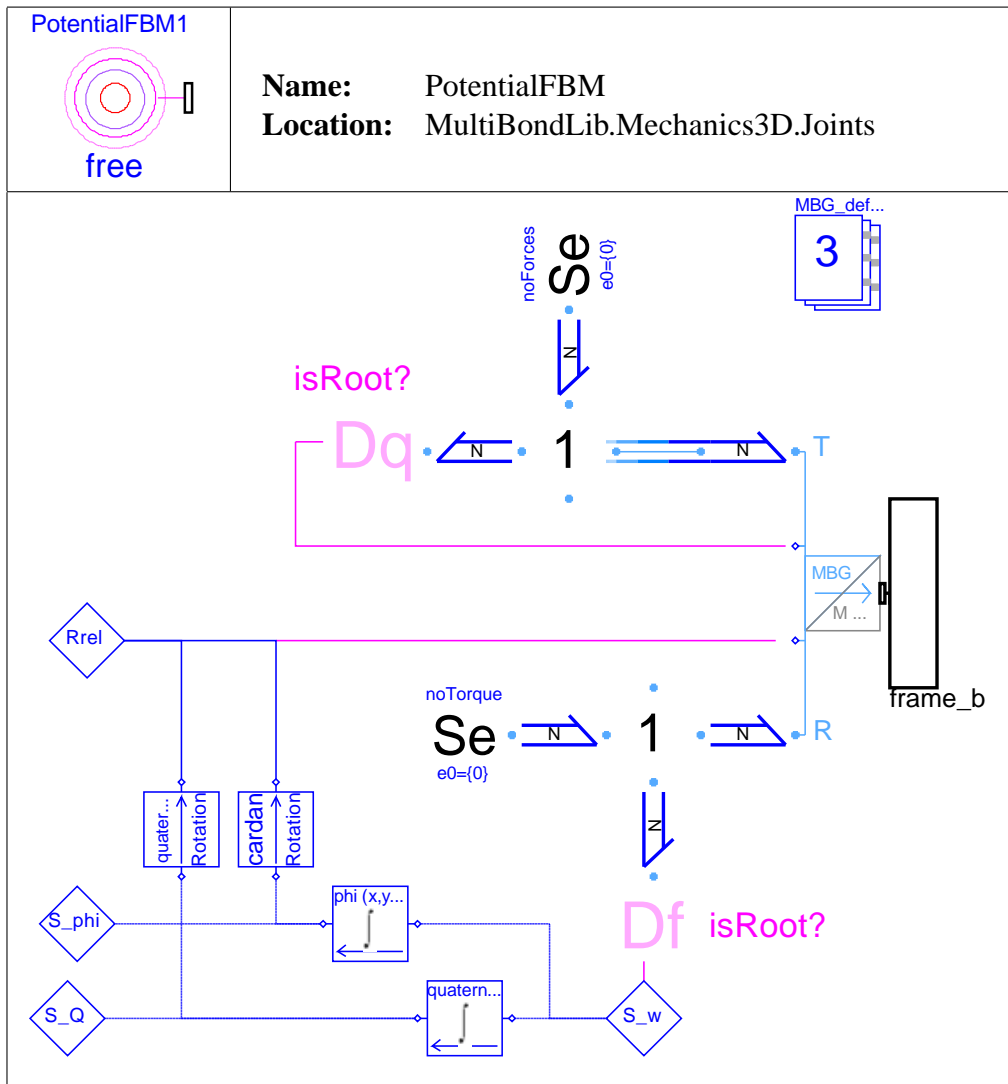 PotentialFBM1
free
Name: PotentialFBM
Location: MultiBondLib.Mechanics3D.Joints
MBG_def...
3
noForces
Se
e0={0}
N
isRoot?
Dq
N
1
N
T
MBG
M ...
frame_b
Rrel
noTorque
Se
e0={0}
N
1
N
R
N
quater...
Rotation
cardan
Rotation
S_phi
phi (x,y...
∫
Df
isRoot?
S_Q
quatern...
∫
S_w